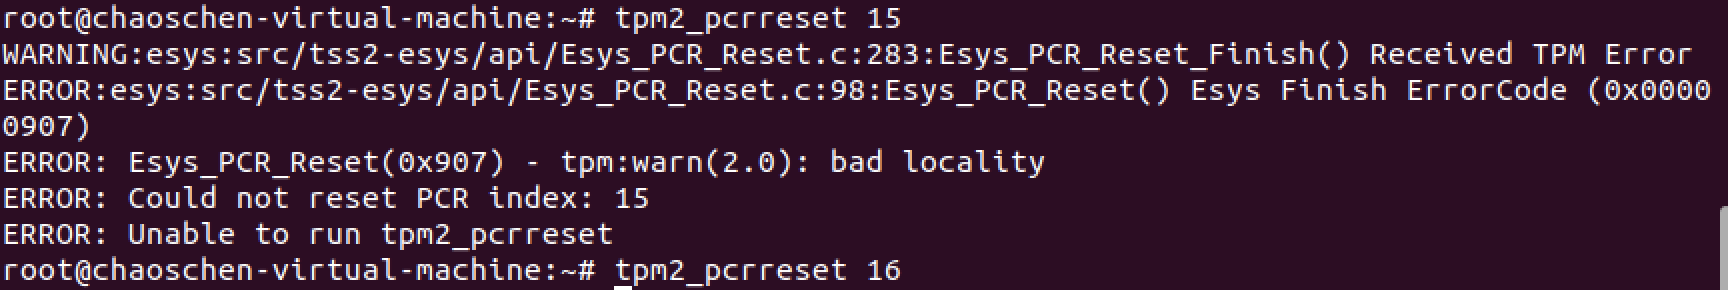 root@chaoschen-virtual-machine:~# tpm2_pcrreset 15
WARNING:esys:src/tss2-esys/api/Esys_PCR_Reset.c:283:Esys_PCR_Reset_Finish() Received TPM Error
ERROR:esys:src/tss2-esys/api/Esys_PCR_Reset.c:98:Esys_PCR_Reset() Esys Finish ErrorCode (0x0000
0907)
ERROR: Esys_PCR_Reset(0x907) - tpm:warn(2.0): bad locality
ERROR: Could not reset PCR index: 15
ERROR: Unable to run tpm2_pcrreset
root@chaoschen-virtual-machine:~# tpm2_pcrreset 16